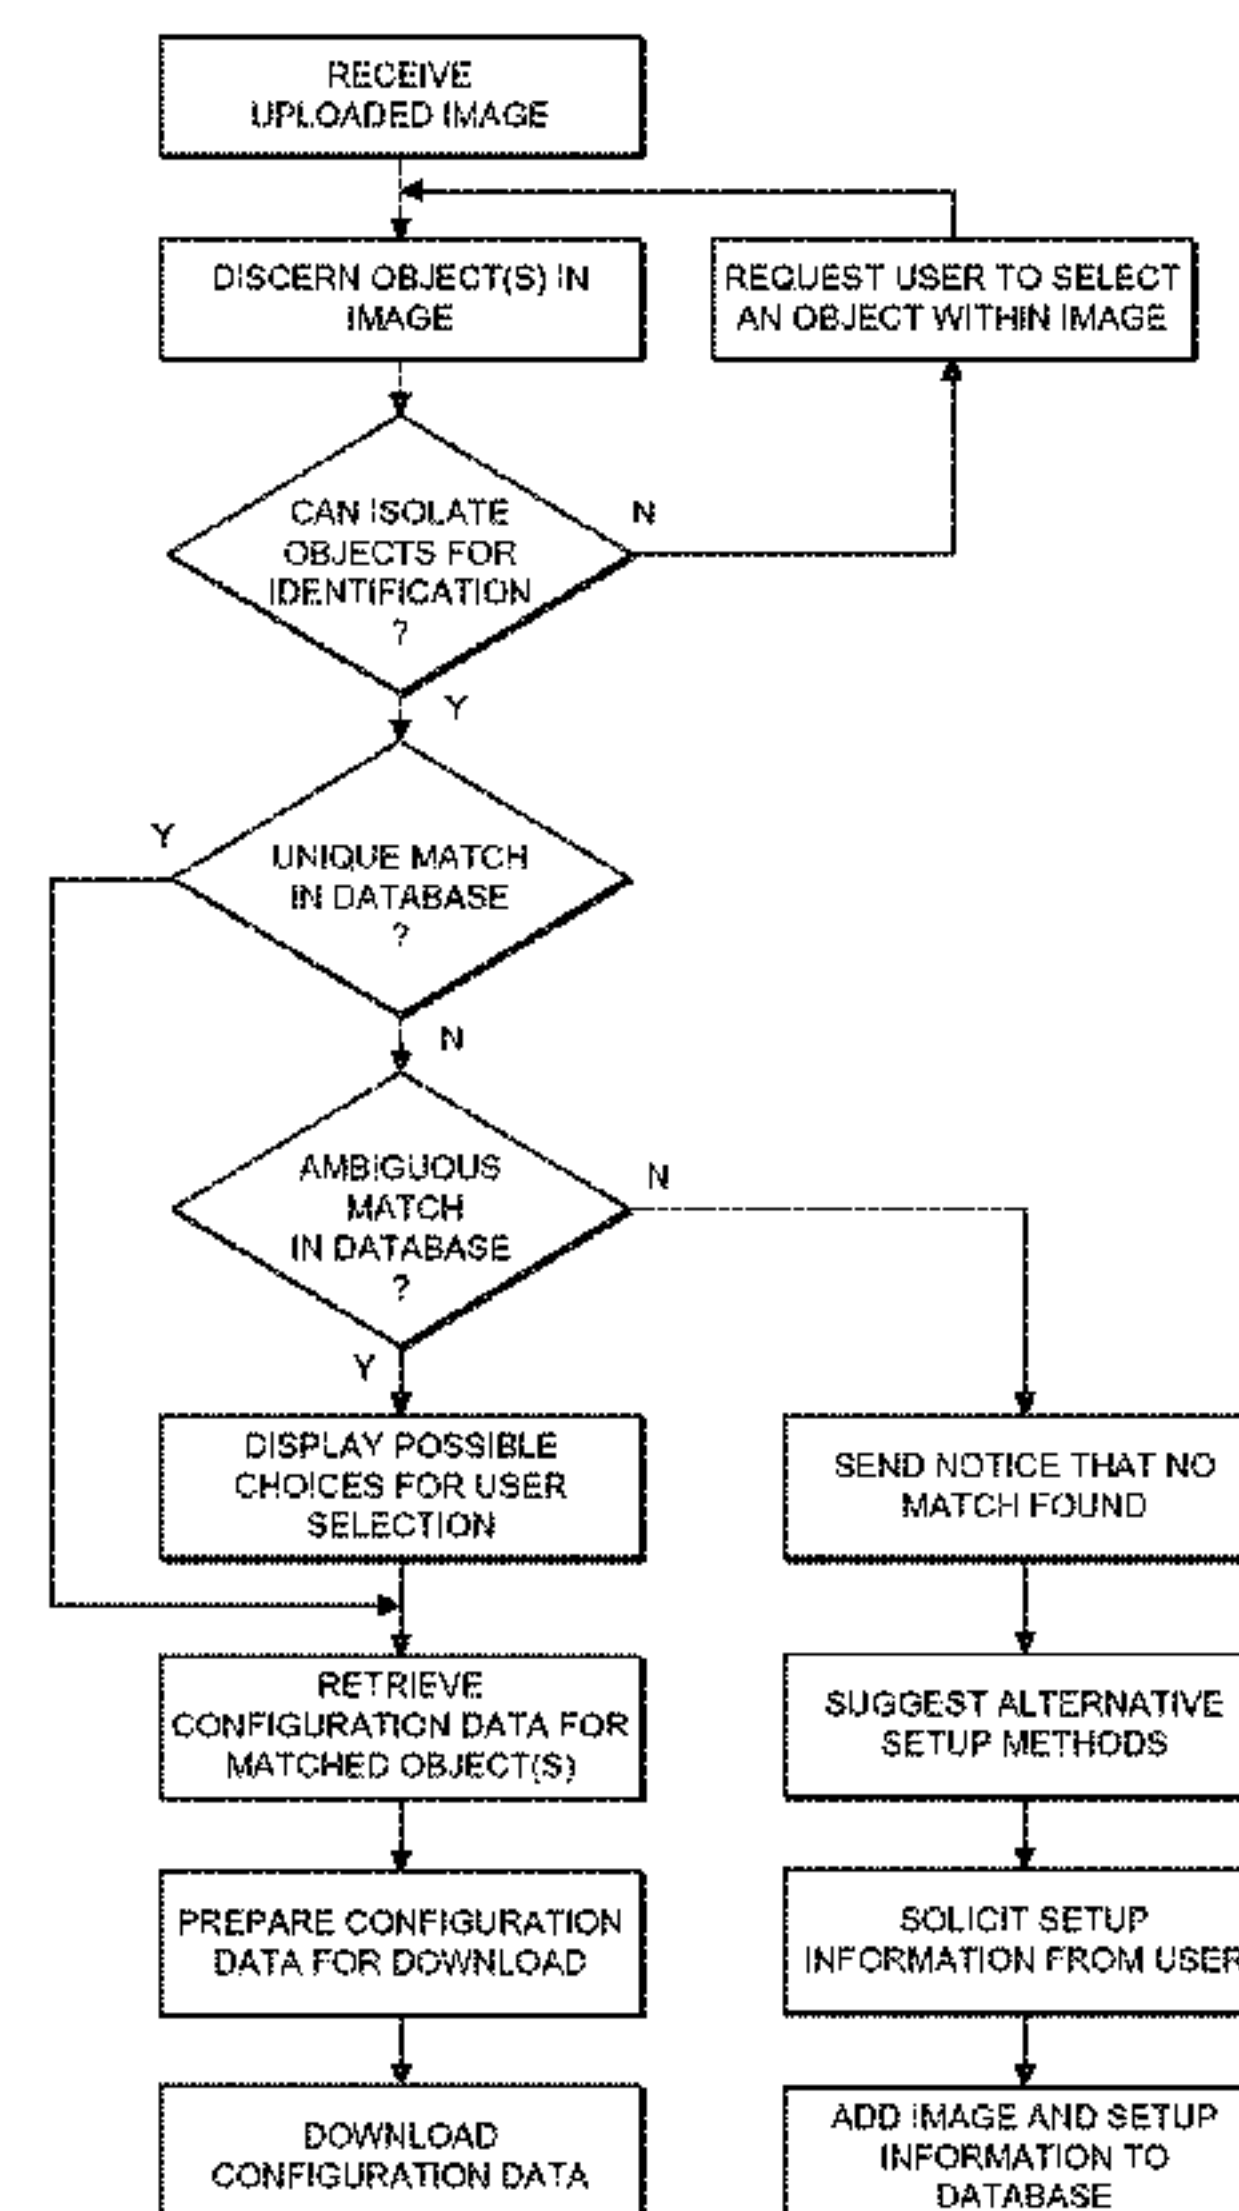 RECEIVE
UPLOADED IMAGE
DISCERN OBJECT(S) IN
IMAGE
REQUEST USER TO SELECT
AN OBJECT WITHIN IMAGE
CAN ISOLATE
OBJECTS FOR
IDENTIFICATION
?
N
Y
Y
UNIQUE MATCH
IN DATABASE
?
N
AMBIGUOUS
MATCH
IN DATABASE
?
N
Y
DISPLAY POSSIBLE
CHOICES FOR USER
SELECTION
SEND NOTICE THAT NO
MATCH FOUND
RETRIEVE
CONFIGURATION DATA FOR
MATCHED OBJECT(S)
SUGGEST ALTERNATIVE
SETUP METHODS
PREPARE CONFIGURATION
DATA FOR DOWNLOAD
SOLICIT SETUP
INFORMATION FROM USER
DOWNLOAD
CONFIGURATION DATA
ADD IMAGE AND SETUP
INFORMATION TO
DATABASE